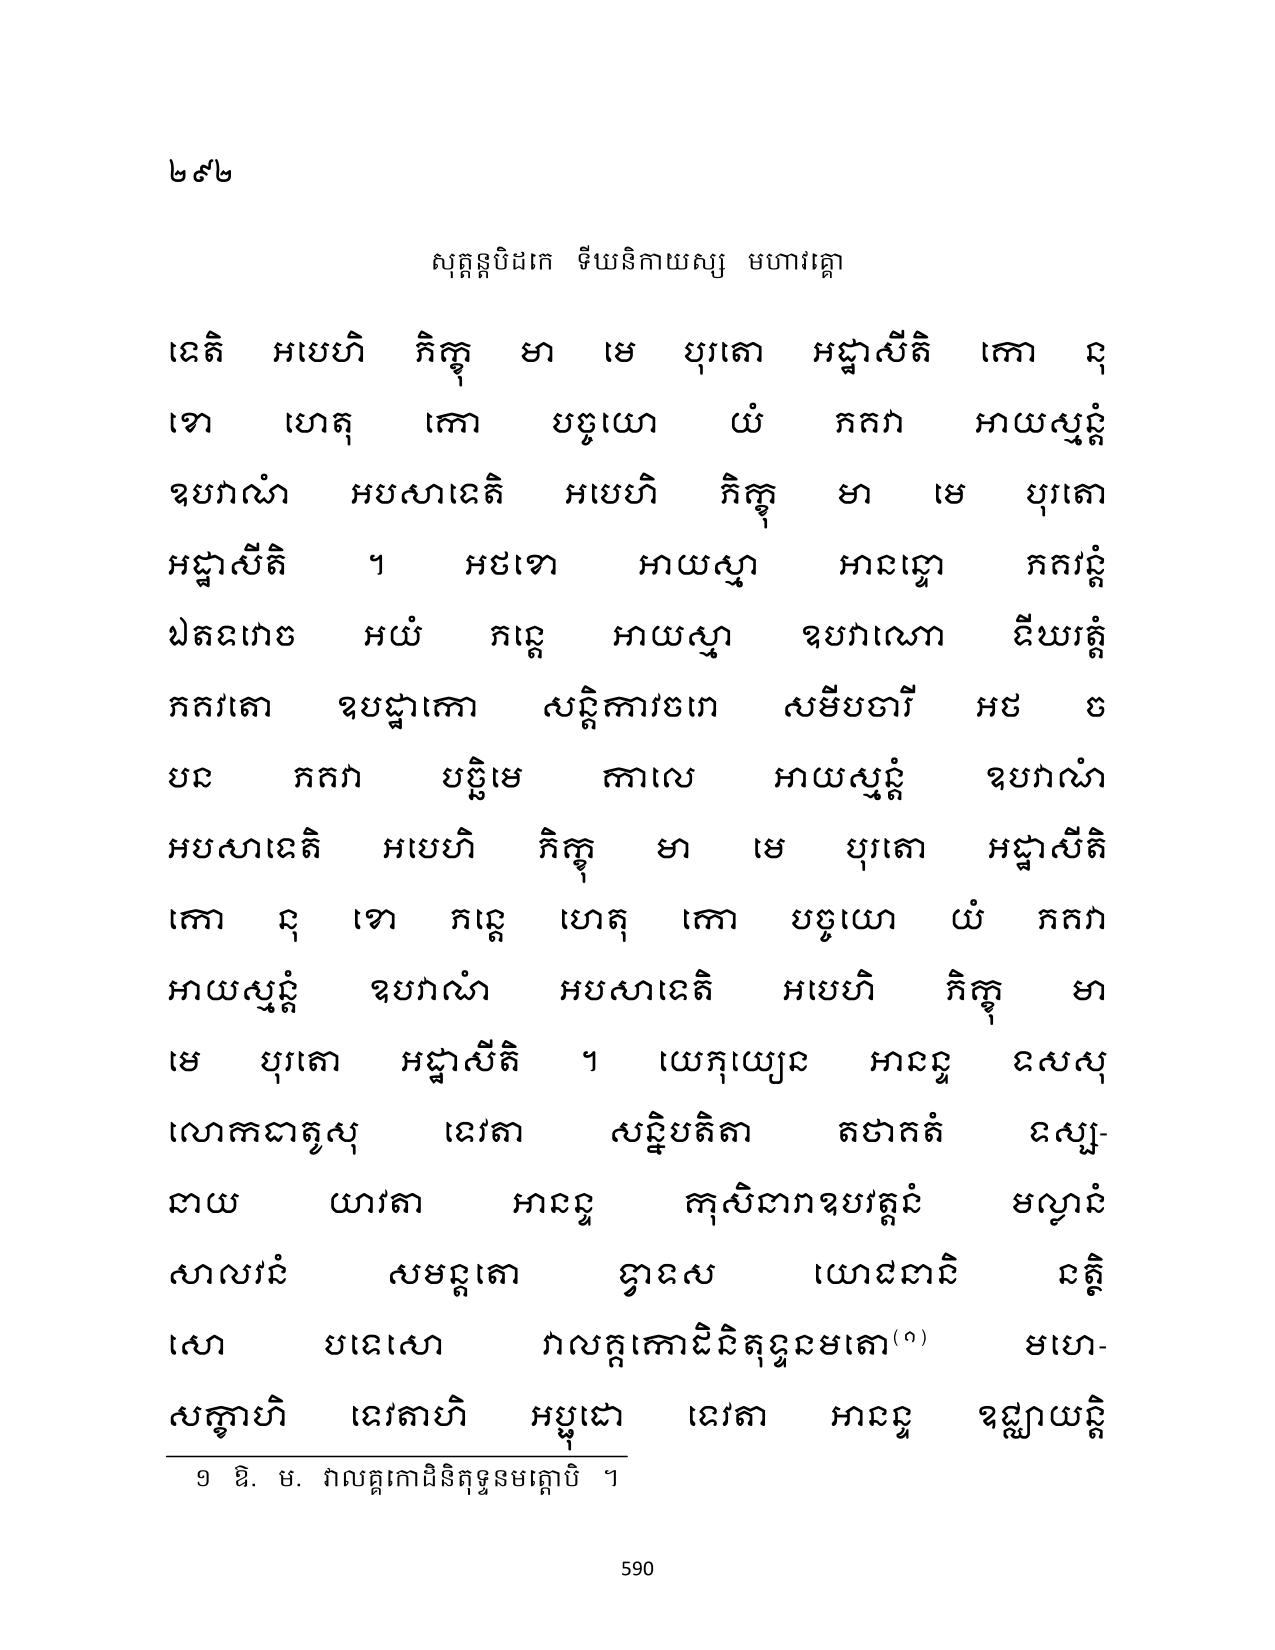 ២៩២
សុត្តន្តបិដកេ ទីឃនិកាយស្ស មហាវគ្គោ
ទេតិ អបេហិ ភិក្ខុ មា មេ បុរតោ អដ្ឋាសីតិ កោ នុ
ខោ ហេតុ កោ បច្ចយោ យំ ភគវា អាយស្មន្តំ
ឧបវាណំ អបសាទេតិ អបេហិ ភិក្ខុ មា មេ បុរតោ
អដ្ឋាសីតិ ។ អថខោ អាយស្មា អានន្ទោ ភគវន្តំ
ឯតទវោច អយំ ភន្តេ អាយស្មា ឧបវាណោ ទីឃរត្តំ
ភគវតោ ឧបដ្ឋាកោ សន្តិកាវចរោ សមីបចារី អថ ច
បន ភគវា បច្ឆិមេ កាលេ អាយស្មន្តំ ឧបវាណំ
អបសាទេតិ អបេហិ ភិក្ខុ មា មេ បុរតោ អដ្ឋាសីតិ
កោ នុ ខោ ភន្តេ ហេតុ កោ បច្ចយោ យំ ភគវា
អាយស្មន្តំ ឧបវាណំ អបសាទេតិ អបេហិ ភិក្ខុ មា
មេ បុរតោ អដ្ឋាសីតិ ។ យេភុយ្យេន អានន្ទ ទសសុ
លោកធាតូសុ ទេវតា សន្និបតិតា តថាគតំ ទស្ស-
នាយ យាវតា អានន្ទ កុសិនារាឧបវត្តនំ មល្លានំ
សាលវនំ សមន្តតោ ទ្វាទស យោជនានិ នត្ថិ
សោ បទេសោ វាលគ្គកោដិនិតុទ្ទនមតោ(១) មហេ-
សក្ខាហិ ទេវតាហិ អប្ផុដោ ទេវតា អានន្ទ ឧជ្ឈាយន្តិ
១ ឱ. ម. វាលគ្គកោដិនិតុទ្ទនមត្តោបិ ។
590